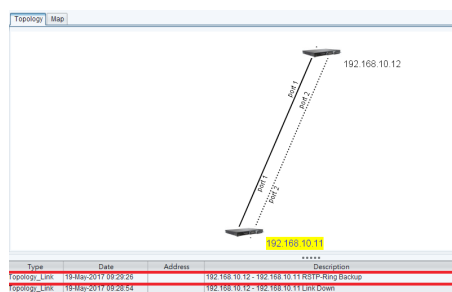 Topology Map
192.168.10.12
port 1
port 2
port 1
port 2
192.168.10.11
Type Date Address Description
Topology_Link 19-May-2017 09:29:26 192.168.10.12 - 192.168.10.11 RSTP-Ring Backup
Topology_Link 19-May-2017 09:28:54 192.168.10.12 - 192.168.10.11 Link Down